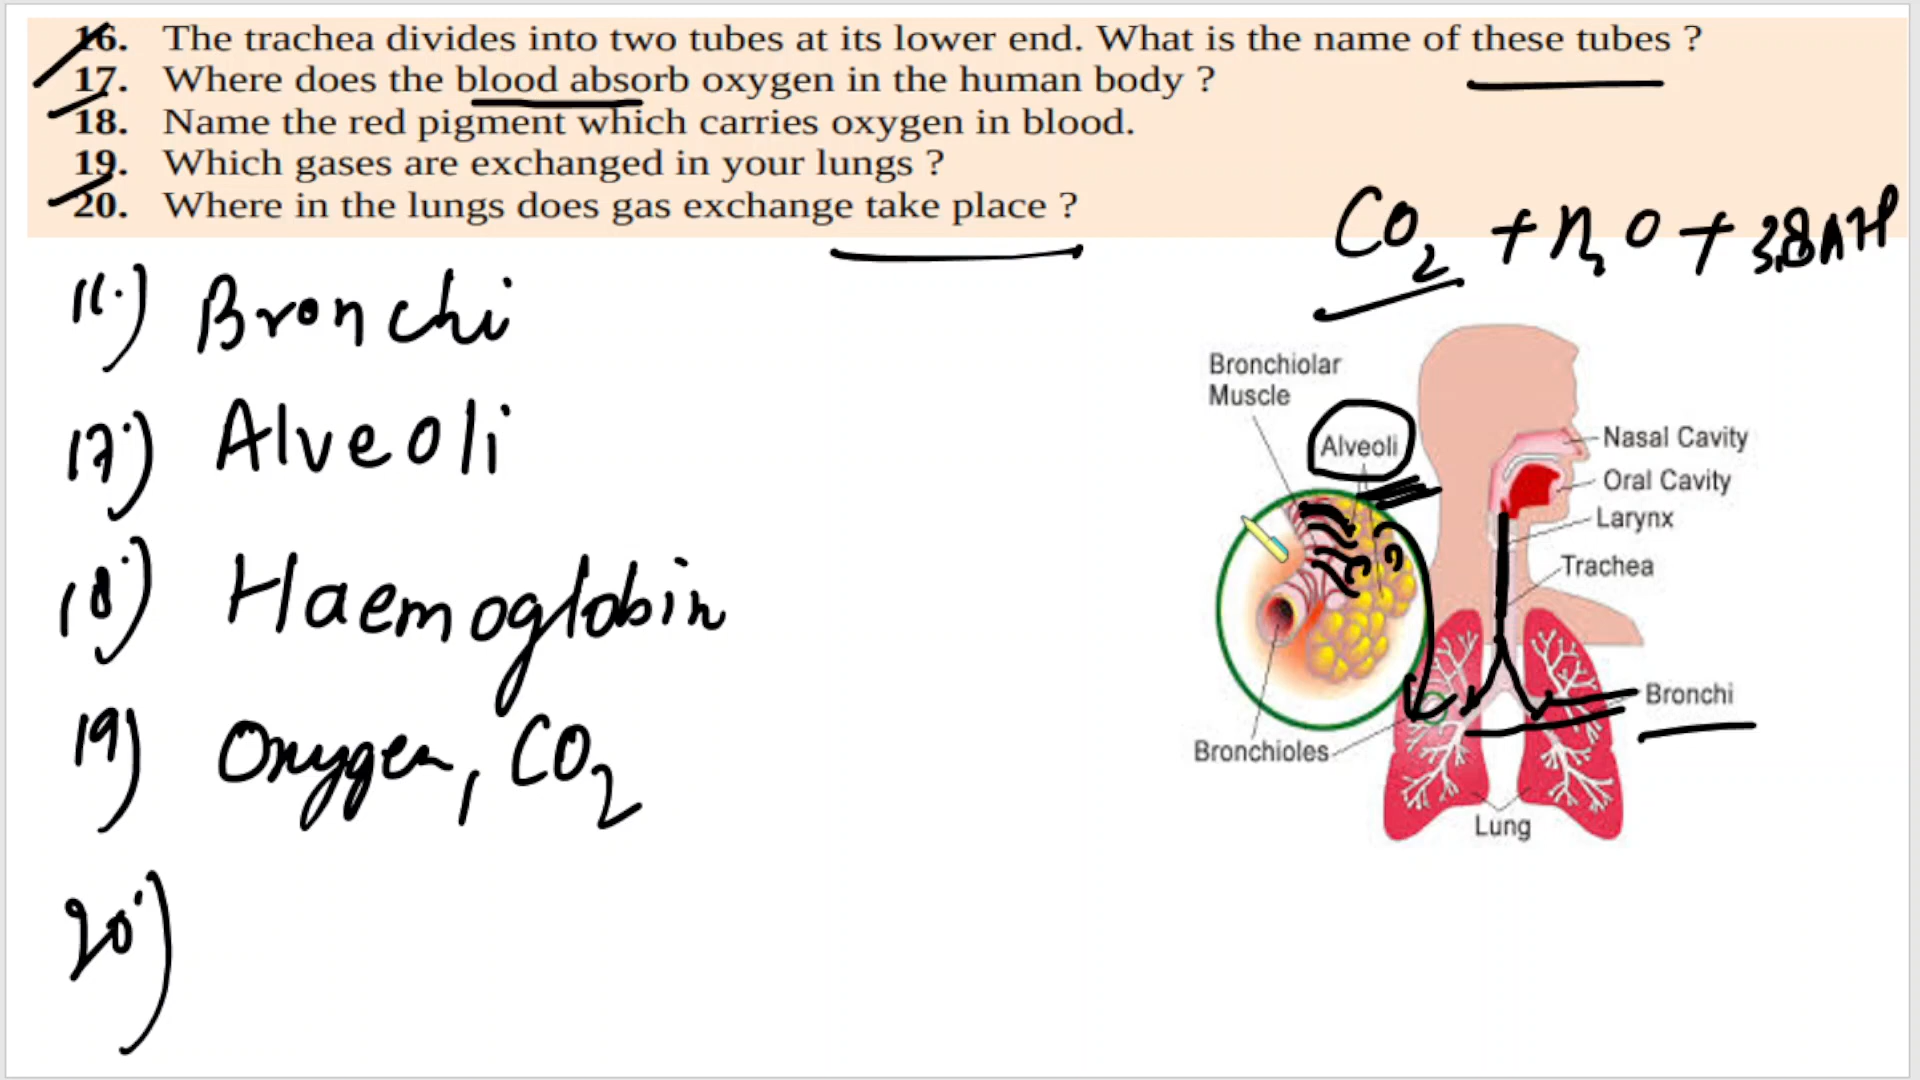 16. The trachea divides into two tubes at its lower end. What is the name of these tubes ?
17. Where does the blood absorb oxygen in the human body ?
18. Name the red pigment which carries oxygen in blood.
19. Which gases are exchanged in your lungs ?
20. Where in the lungs does gas exchange take place ?
CO2 + H2O + 38 ATP
16.) Bronchi
17.) Alveoli
18.) Haemoglobin
19) Oxygen, CO2
20.)
Bronchiolar
Muscle
Alveoli
Nasal Cavity
Oral Cavity
Larynx
Trachea
Bronchi
Bronchioles
Lung